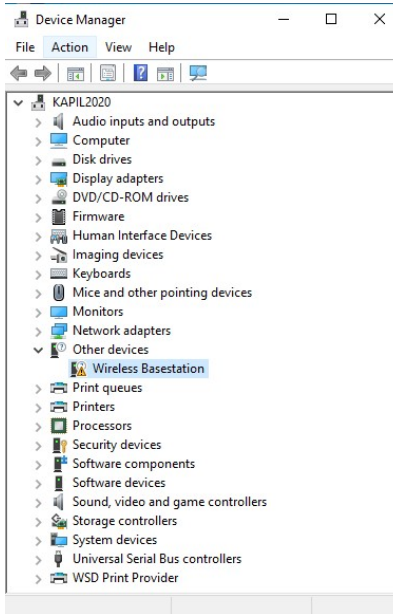 Device Manager
File Action View Help
KAPIL2020
Audio inputs and outputs
Computer
Disk drives
Display adapters
DVD/CD-ROM drives
Firmware
Human Interface Devices
Imaging devices
Keyboards
Mice and other pointing devices
Monitors
Network adapters
Other devices
Wireless Basestation
Print queues
Printers
Processors
Security devices
Software components
Software devices
Sound, video and game controllers
Storage controllers
System devices
Universal Serial Bus controllers
WSD Print Provider